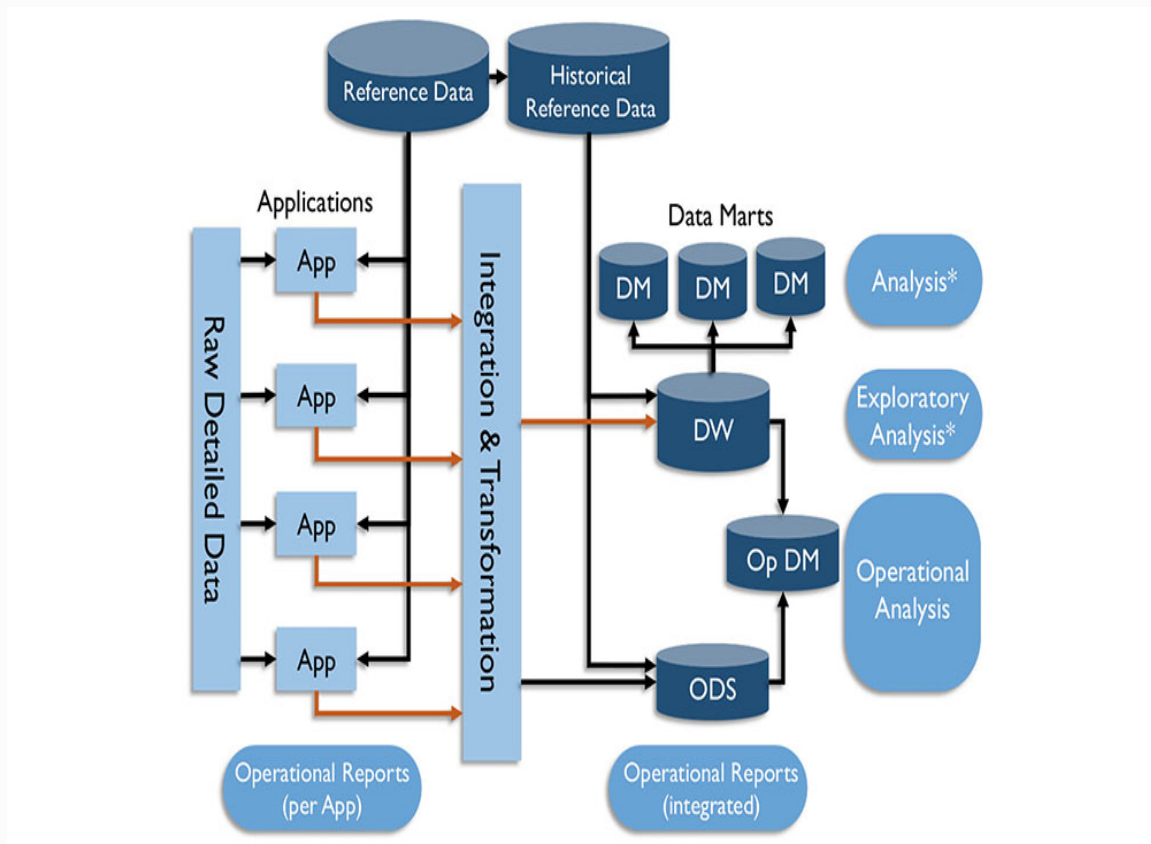 Reference Data
Historical
Reference Data
Applications
Data Marts
Raw Detailed Data
App
App
App
App
Integration & Transformation
DM
DM
DM
DW
Op DM
ODS
Analysis*
Exploratory
Analysis*
Operational
Analysis
Operational Reports
(per App)
Operational Reports
(integrated)